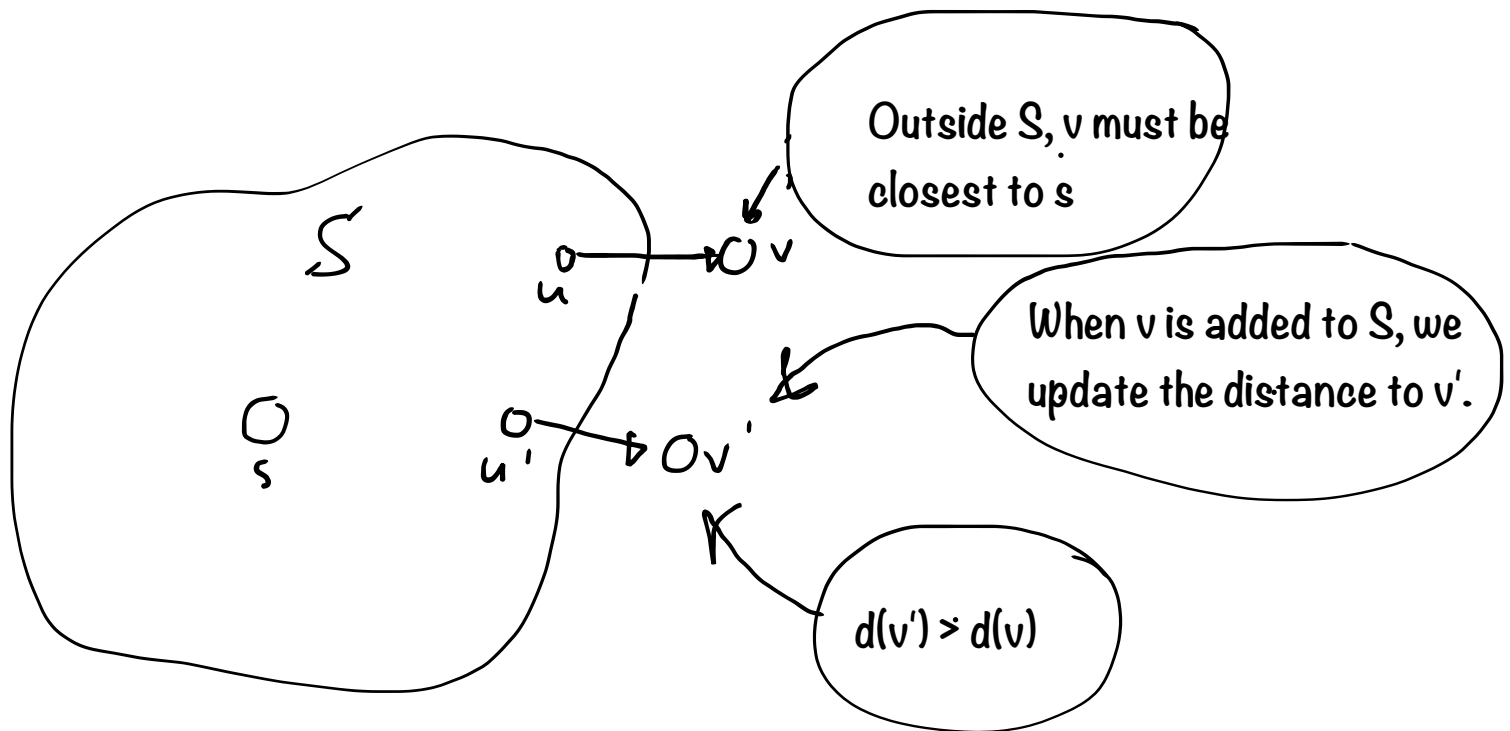 Outside S, v must be
closest to s
S
u
v
When v is added to S, we
update the distance to v'.
s
u'
v'
d(v') > d(v)